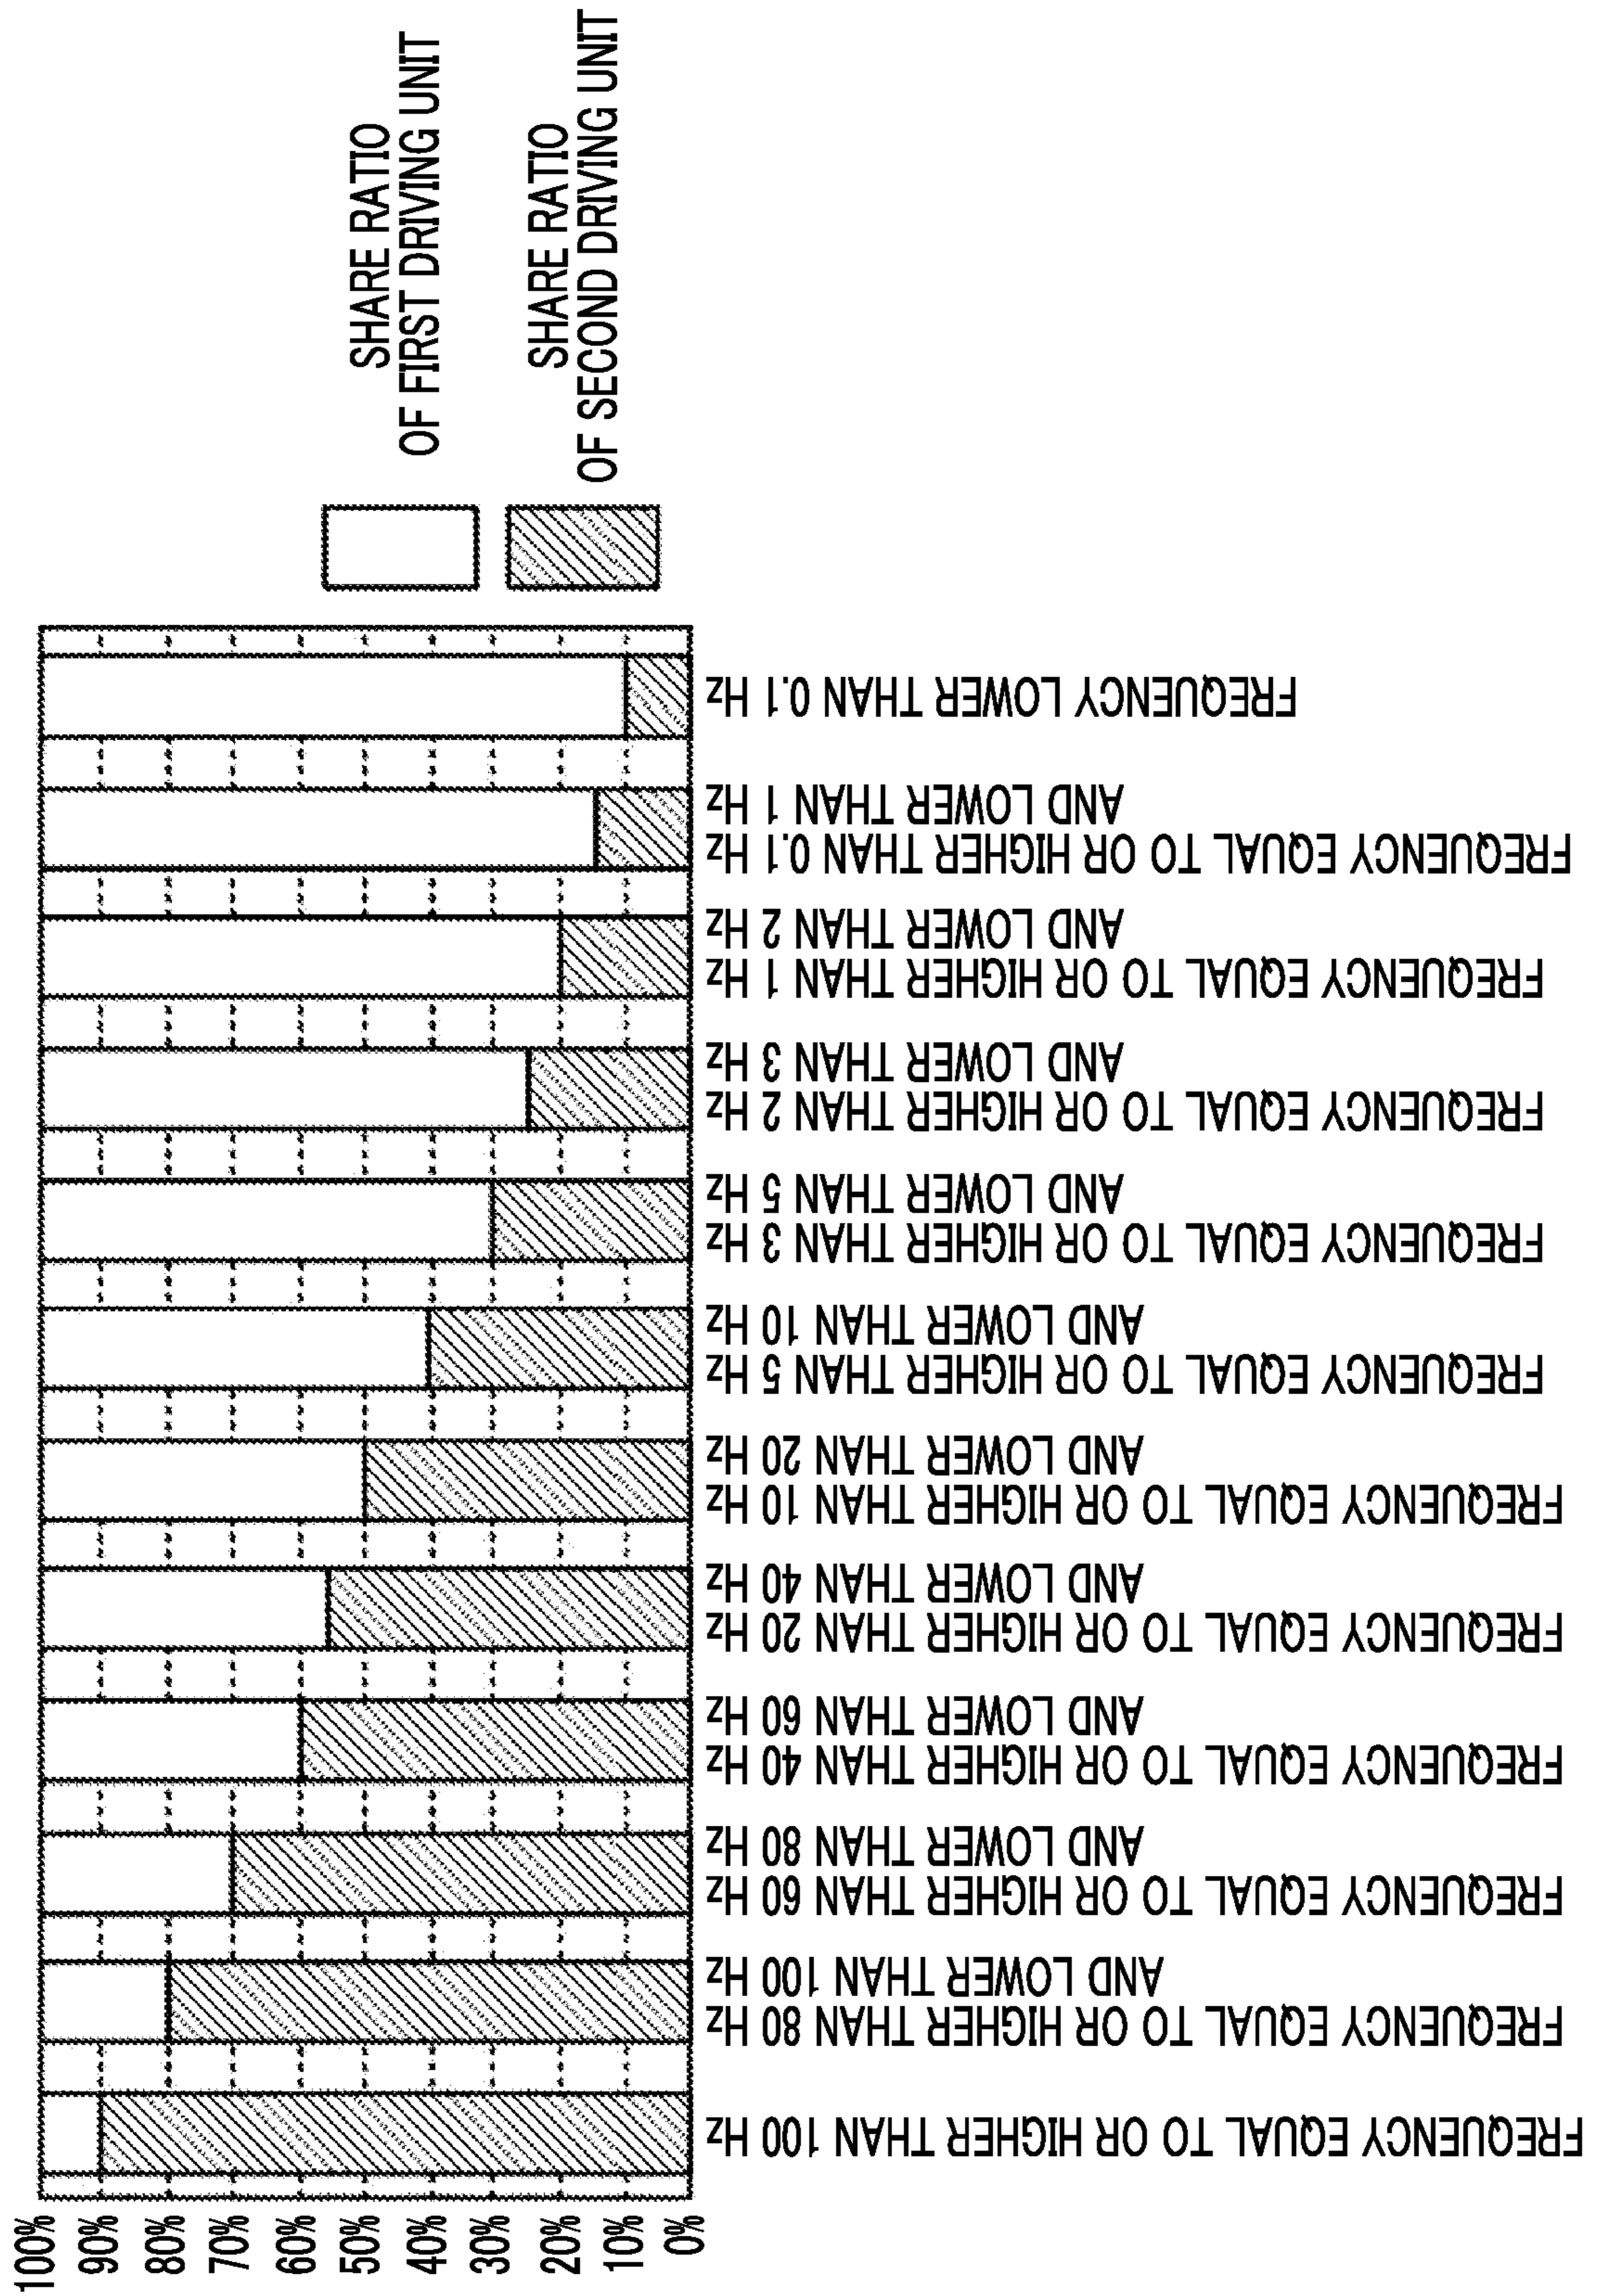 100%
90%
80%
70%
60%
50%
40%
30%
20%
10%
0%
FREQUENCY EQUAL TO OR HIGHER THAN 100 Hz
FREQUENCY EQUAL TO OR HIGHER THAN 80 Hz
AND LOWER THAN 100 Hz
FREQUENCY EQUAL TO OR HIGHER THAN 60 Hz
AND LOWER THAN 80 Hz
FREQUENCY EQUAL TO OR HIGHER THAN 40 Hz
AND LOWER THAN 60 Hz
FREQUENCY EQUAL TO OR HIGHER THAN 20 Hz
AND LOWER THAN 40 Hz
FREQUENCY EQUAL TO OR HIGHER THAN 10 Hz
AND LOWER THAN 20 Hz
FREQUENCY EQUAL TO OR HIGHER THAN 5 Hz
AND LOWER THAN 10 Hz
FREQUENCY EQUAL TO OR HIGHER THAN 3 Hz
AND LOWER THAN 5 Hz
FREQUENCY EQUAL TO OR HIGHER THAN 2 Hz
AND LOWER THAN 3 Hz
FREQUENCY EQUAL TO OR HIGHER THAN 1 Hz
AND LOWER THAN 2 Hz
FREQUENCY EQUAL TO OR HIGHER THAN 0.1 Hz
AND LOWER THAN 1 Hz
FREQUENCY LOWER THAN 0.1 Hz
SHARE RATIO
OF FIRST DRIVING UNIT
SHARE RATIO
OF SECOND DRIVING UNIT